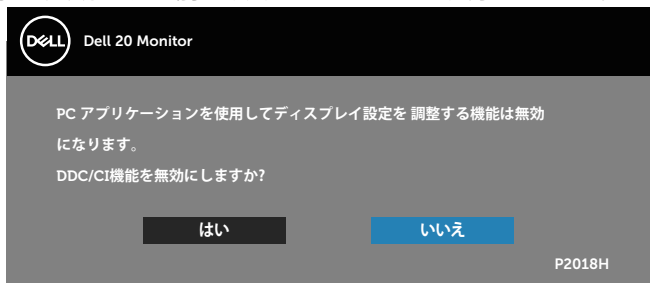 DELL Dell 20 Monitor
PC アプリケーションを使用してディスプレイ設定を 調整する機能は無効
になります。
DDC/CI機能を無効にしますか?
はい いいえ
P2018H